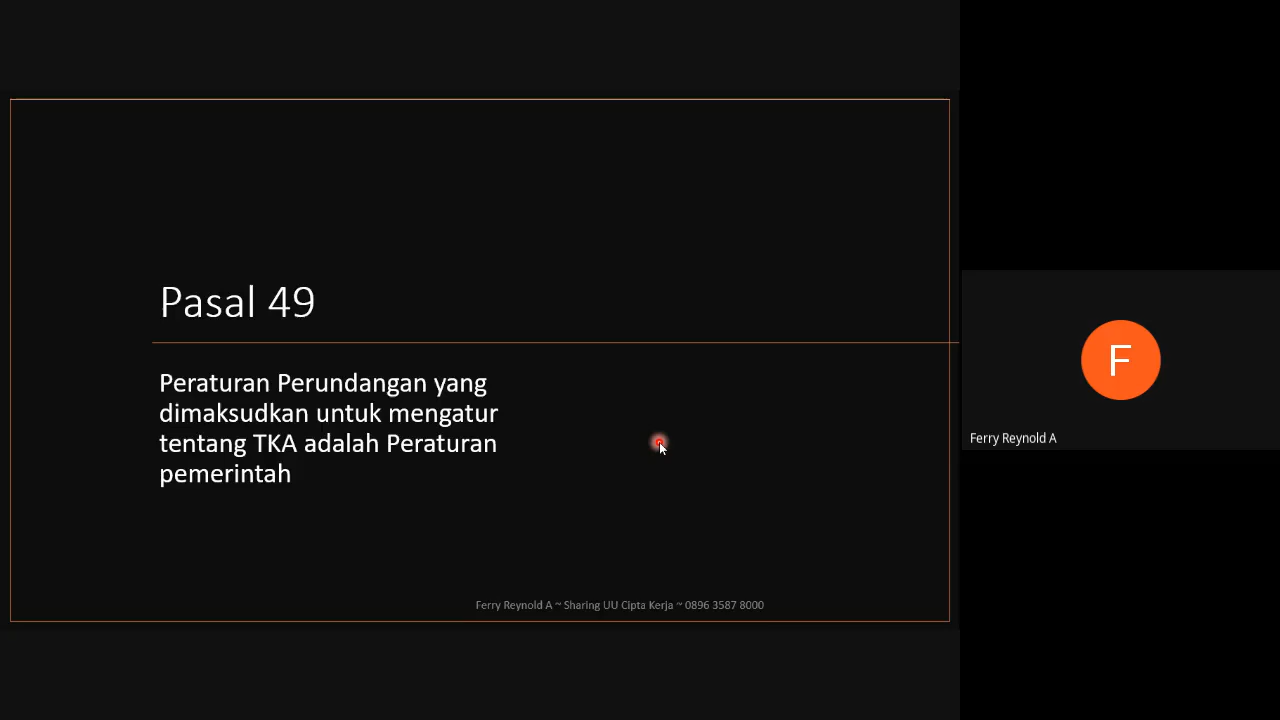 Pasal 49
Peraturan Perundangan yang
dimaksudkan untuk mengatur
tentang TKA adalah Peraturan
pemerintah
Ferry Reynold A ~ Sharing UU Cipta Kerja ~ 0896 3587 8000
F
Ferry Reynold A